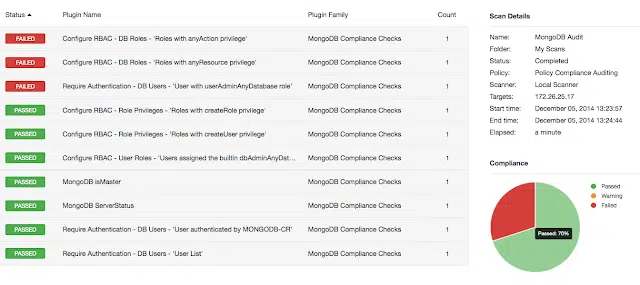 Status Plugin Name Plugin Family Count
FAILED Configure RBAC - DB Roles - 'Roles with anyAction privilege' MongoDB Compliance Checks 1
FAILED Configure RBAC - DB Roles - 'Roles with anyResource privilege' MongoDB Compliance Checks 1
FAILED Require Authentication - DB Users - 'User with userAdminAnyDatabase role' MongoDB Compliance Checks 1
PASSED Configure RBAC - Role Privileges - 'Roles with createRole privilege' MongoDB Compliance Checks 1
PASSED Configure RBAC - Role Privileges - 'Roles with createUser privilege' MongoDB Compliance Checks 1
PASSED Configure RBAC - User Roles - 'Users assigned the builtin dbAdminAnyDat... MongoDB Compliance Checks 1
PASSED MongoDB isMaster MongoDB Compliance Checks 1
PASSED MongoDB ServerStatus MongoDB Compliance Checks 1
PASSED Require Authentication - DB Users - 'User authenticated by MONGODB-CR' MongoDB Compliance Checks 1
PASSED Require Authentication - DB Users - 'User List' MongoDB Compliance Checks 1
Scan Details
Name: MongoDB Audit
Folder: My Scans
Status: Completed
Policy: Policy Compliance Auditing
Scanner: Local Scanner
Targets: 172.26.25.17
Start time: December 05, 2014 13:23:57
End time: December 05, 2014 13:24:44
Elapsed: a minute
Compliance
Passed
Warning
Failed
Passed: 70%